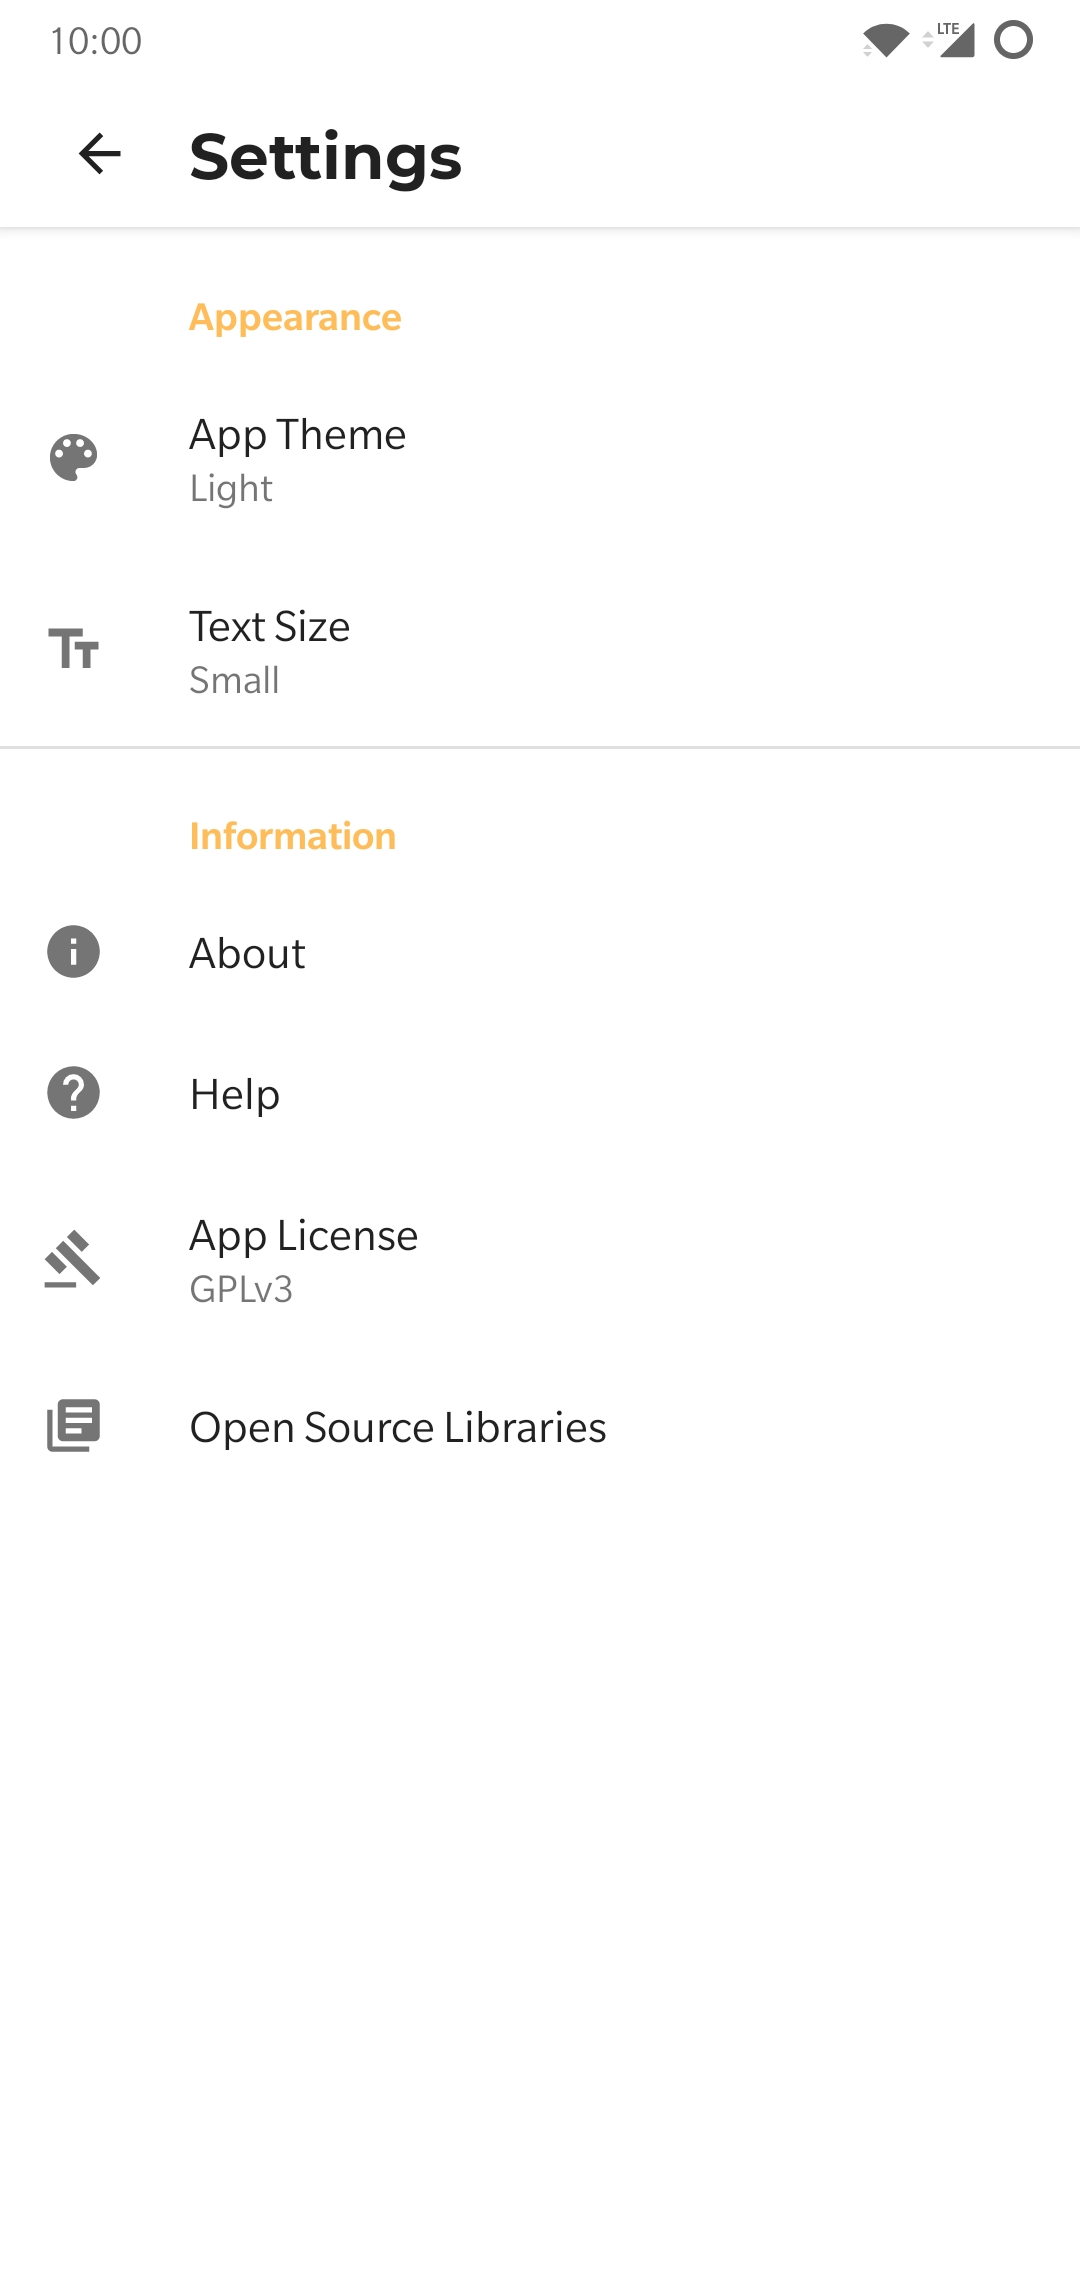 10:00
LTE
Settings
Appearance
App Theme
Light
Text Size
Small
Information
About
Help
App License
GPLv3
Open Source Libraries